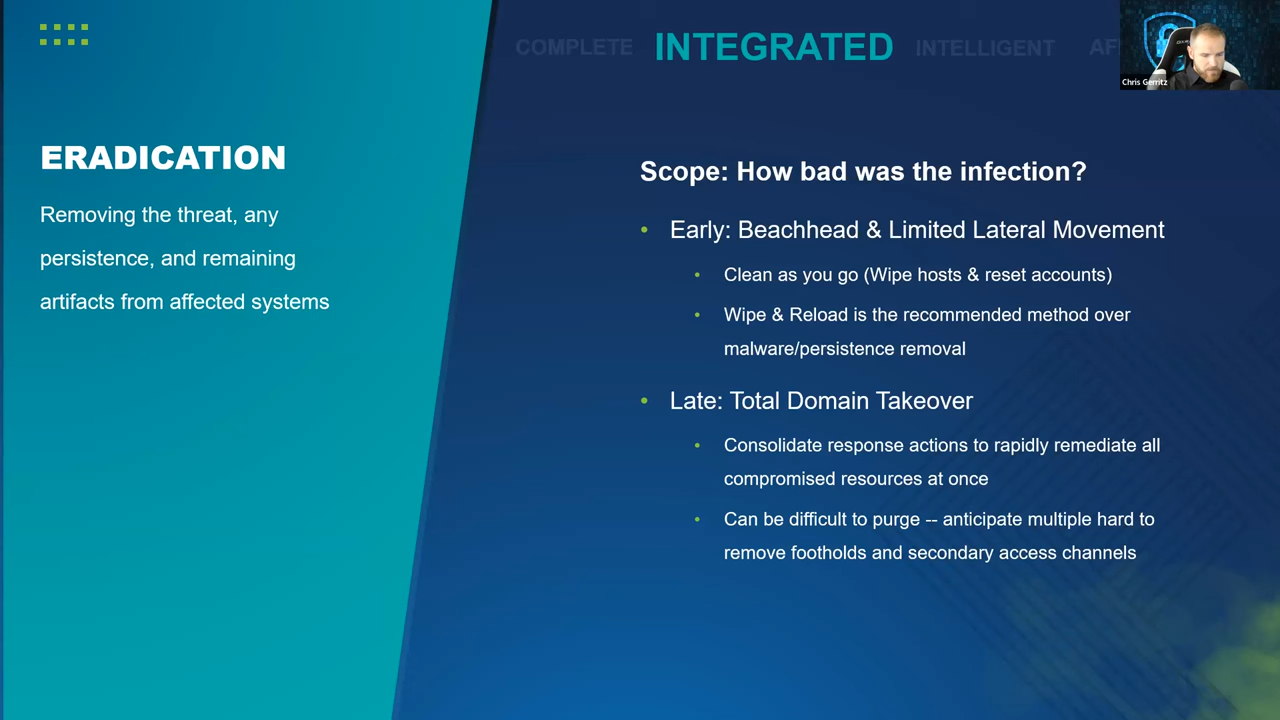 COMPLETE INTEGRATED INTELLIGENT
Chris Gerritz
ERADICATION
Removing the threat, any
persistence, and remaining
artifacts from affected systems
Scope: How bad was the infection?
• Early: Beachhead & Limited Lateral Movement
• Clean as you go (Wipe hosts & reset accounts)
• Wipe & Reload is the recommended method over
malware/persistence removal
• Late: Total Domain Takeover
• Consolidate response actions to rapidly remediate all
compromised resources at once
• Can be difficult to purge -- anticipate multiple hard to
remove footholds and secondary access channels